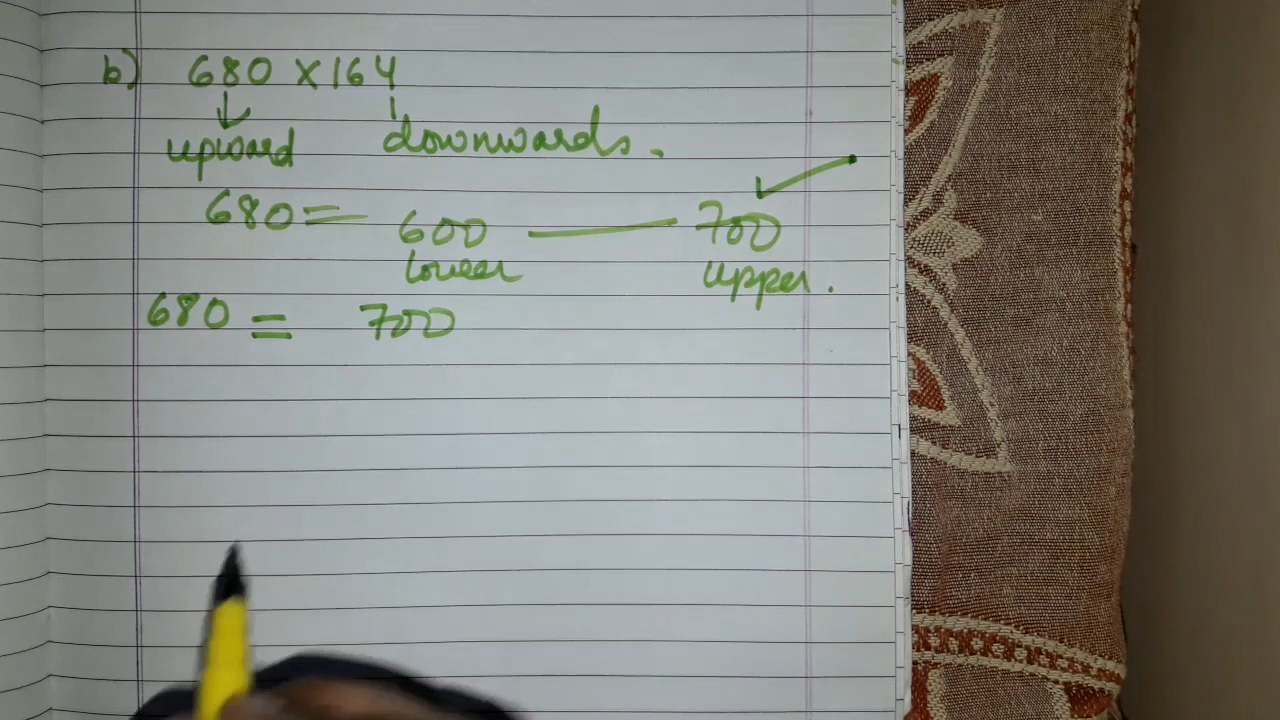 b) 680 × 164
upward downwards.
680 = 600 — 700
lower upper.
680 = 700